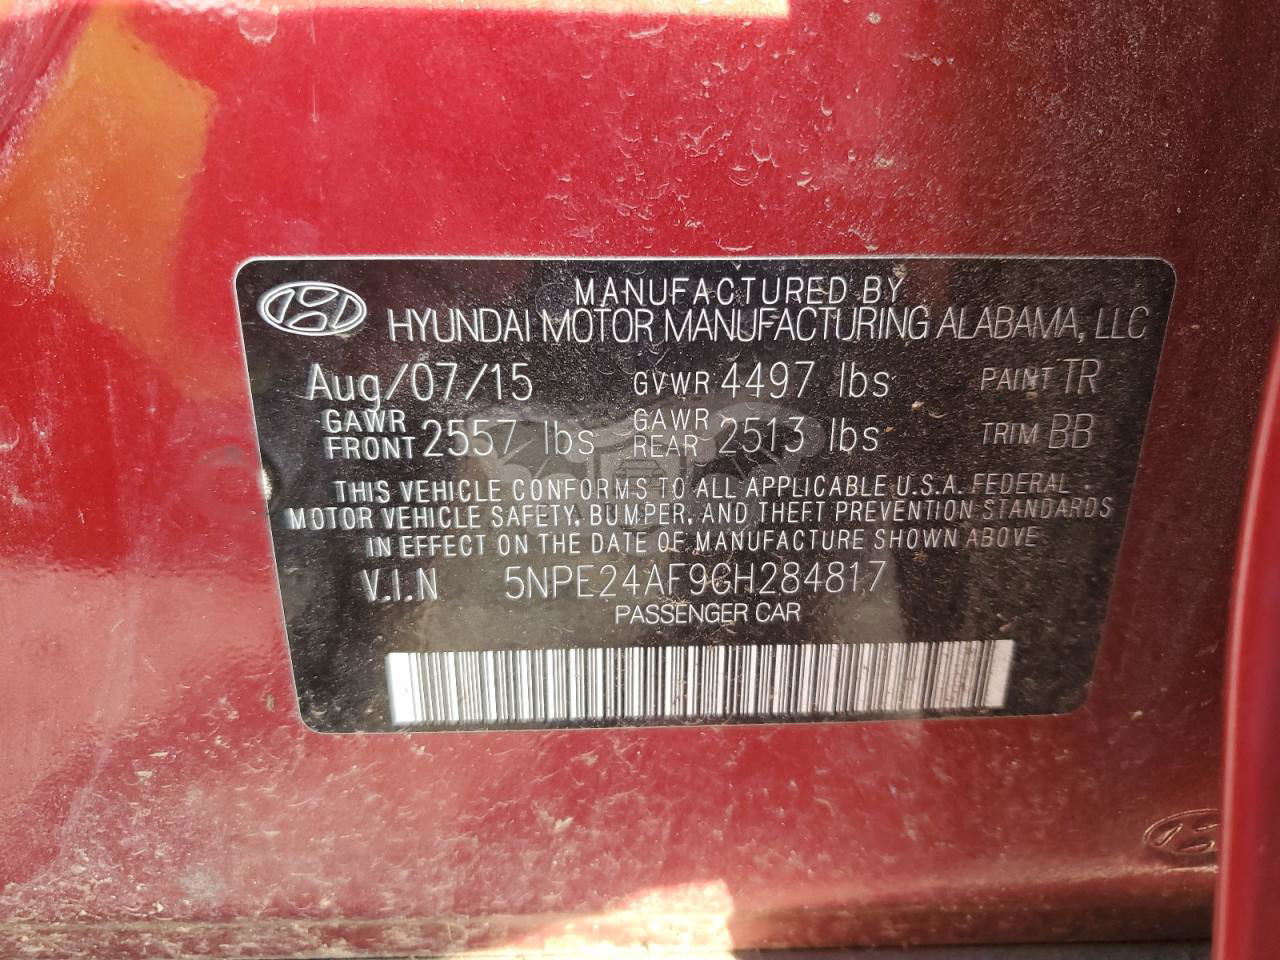 MANUFACTURED BY
HYUNDAI MOTOR MANUFACTURING ALABAMA, LLC
Aug/07/15 GVWR 4497 lbs PAINT TR
GAWR FRONT 2557 lbs GAWR REAR 2513 lbs TRIM BB
THIS VEHICLE CONFORMS TO ALL APPLICABLE U.S.A. FEDERAL
MOTOR VEHICLE SAFETY, BUMPER, AND THEFT PREVENTION STANDARDS
IN EFFECT ON THE DATE OF MANUFACTURE SHOWN ABOVE
V.I.N 5NPE24AF9GH284817
PASSENGER CAR